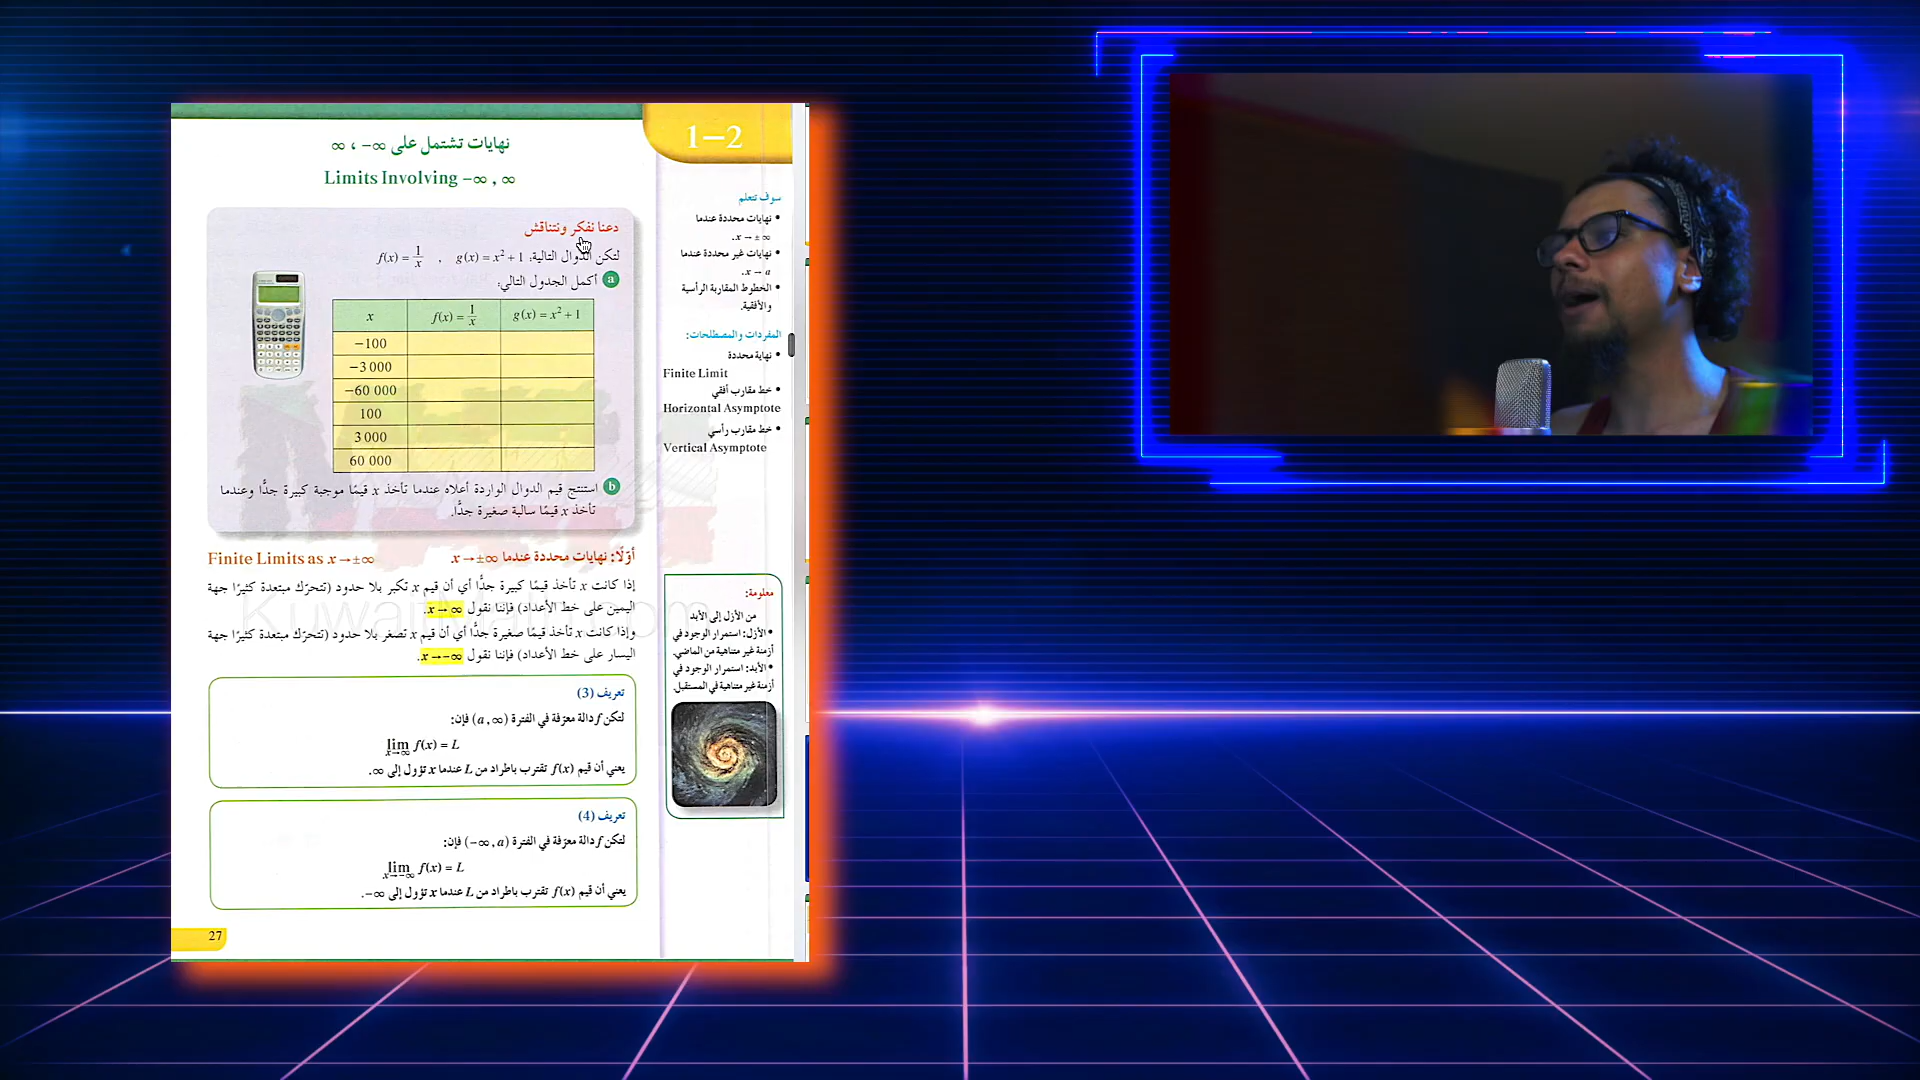 1–2
نهايات تشتمل على ∞− ، ∞
Limits Involving −∞ , ∞
دعنا نفكر ونتناقش
لتكن الدوال التالية: f(x) = 1/x , g(x) = x² + 1
a أكمل الجدول التالي:
x f(x) = 1/x g(x) = x² + 1
−100
−3 000
−60 000
100
3 000
60 000
b استنتج قيم الدوال الواردة أعلاه عندما تأخذ x قيمًا موجبة كبيرة جدًّا وعندما
تأخذ x قيمًا سالبة صغيرة جدًّا.
أوّلًا: نهايات محددة عندما x→±∞ Finite Limits as x→±∞
إذا كانت x تأخذ قيمًا كبيرة جدًّا أي أن قيم x تكبر بلا حدود (تتحرّك مبتعدة كثيرًا جهة
اليمين على خط الأعداد) فإننا نقول x→∞.
وإذا كانت x تأخذ قيمًا صغيرة جدًّا أي أن قيم x تصغر بلا حدود (تتحرّك مبتعدة كثيرًا جهة
اليسار على خط الأعداد) فإننا نقول x→−∞.
تعريف (3)
لتكن f دالة معرّفة في الفترة (a , ∞) فإن:
lim x→∞ f(x) = L
يعني أن قيم f(x) تقترب باطراد من L عندما x تؤول إلى ∞.
تعريف (4)
لتكن f دالة معرّفة في الفترة (−∞ , a) فإن:
lim x→−∞ f(x) = L
يعني أن قيم f(x) تقترب باطراد من L عندما x تؤول إلى ∞−.
27
سوف تتعلم
• نهايات محددة عندما
x→±∞.
• نهايات غير محددة عندما
x→a.
• الخطوط المقاربة الرأسية
والأفقية.
المفردات والمصطلحات:
• نهاية محددة
Finite Limit
• خط مقارب أفقي
Horizontal Asymptote
• خط مقارب رأسي
Vertical Asymptote
معلومة:
من الأزل إلى الأبد
• الأزل: استمرار الوجود في
أزمنة غير متناهية من الماضي.
• الأبد: استمرار الوجود في
أزمنة غير متناهية في المستقبل.
KuwaitMath.com